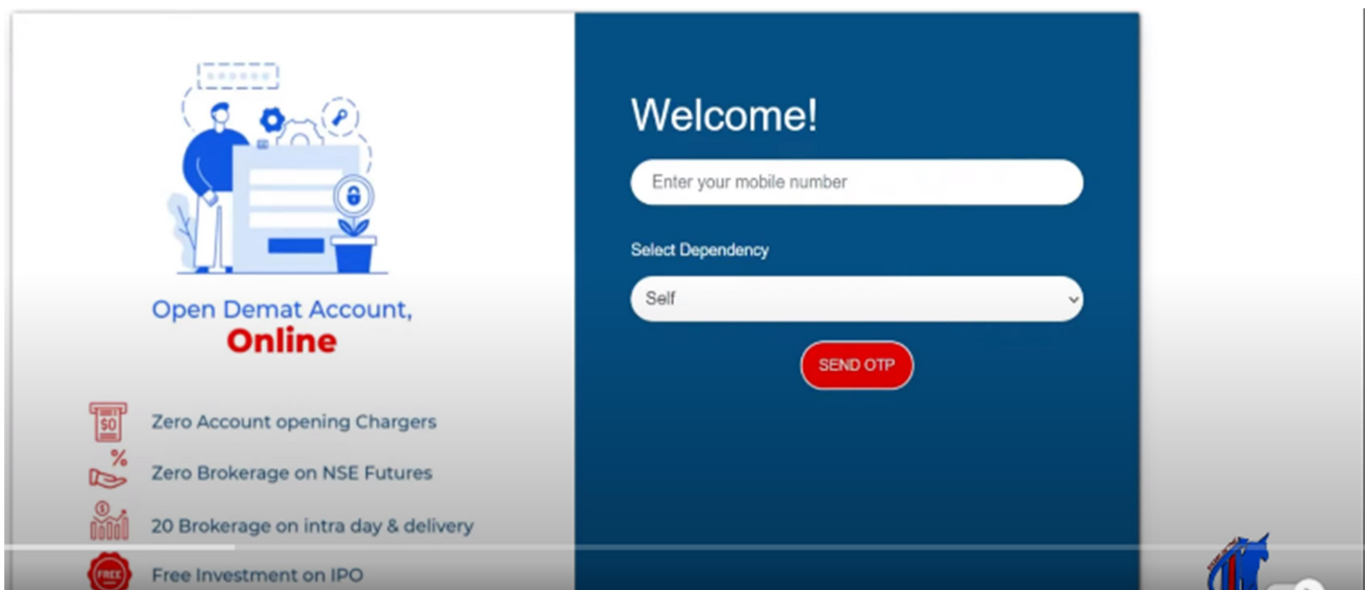 Open Demat Account,
Online
Zero Account opening Chargers
Zero Brokerage on NSE Futures
20 Brokerage on intra day & delivery
FREE
Free Investment on IPO
Welcome!
Enter your mobile number
Select Dependency
Self
SEND OTP